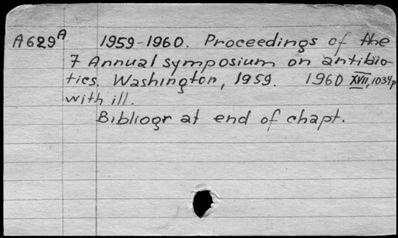 A629A 1959-1960. Proceedings of the
7 Annual symposium on antibio-
tics. Washington, 1959. 1960 XVII, 1034p
with ill.
Bibliogr at end of chapt.